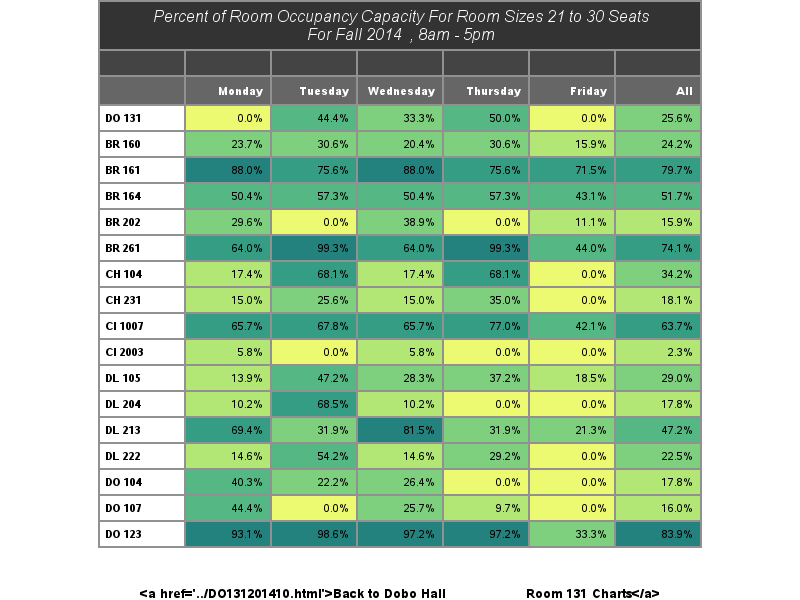 Percent of Room Occupancy Capacity For Room Sizes 21 to 30 Seats
For Fall 2014 , 8am - 5pm
Monday Tuesday Wednesday Thursday Friday All
DO 131 0.0% 44.4% 33.3% 50.0% 0.0% 25.6%
BR 160 23.7% 30.6% 20.4% 30.6% 15.9% 24.2%
BR 161 88.0% 75.6% 88.0% 75.6% 71.5% 79.7%
BR 164 50.4% 57.3% 50.4% 57.3% 43.1% 51.7%
BR 202 29.6% 0.0% 38.9% 0.0% 11.1% 15.9%
BR 261 64.0% 99.3% 64.0% 99.3% 44.0% 74.1%
CH 104 17.4% 68.1% 17.4% 68.1% 0.0% 34.2%
CH 231 15.0% 25.6% 15.0% 35.0% 0.0% 18.1%
CI 1007 65.7% 67.8% 65.7% 77.0% 42.1% 63.7%
CI 2003 5.8% 0.0% 5.8% 0.0% 0.0% 2.3%
DL 105 13.9% 47.2% 28.3% 37.2% 18.5% 29.0%
DL 204 10.2% 68.5% 10.2% 0.0% 0.0% 17.8%
DL 213 69.4% 31.9% 81.5% 31.9% 21.3% 47.2%
DL 222 14.6% 54.2% 14.6% 29.2% 0.0% 22.5%
DO 104 40.3% 22.2% 26.4% 0.0% 0.0% 17.8%
DO 107 44.4% 0.0% 25.7% 9.7% 0.0% 16.0%
DO 123 93.1% 98.6% 97.2% 97.2% 33.3% 83.9%
<a href='../DO131201410.html'>Back to Dobo Hall Room 131 Charts</a>